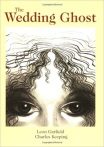 The
Wedding Ghost
Leon Garfield
Charles Keeping